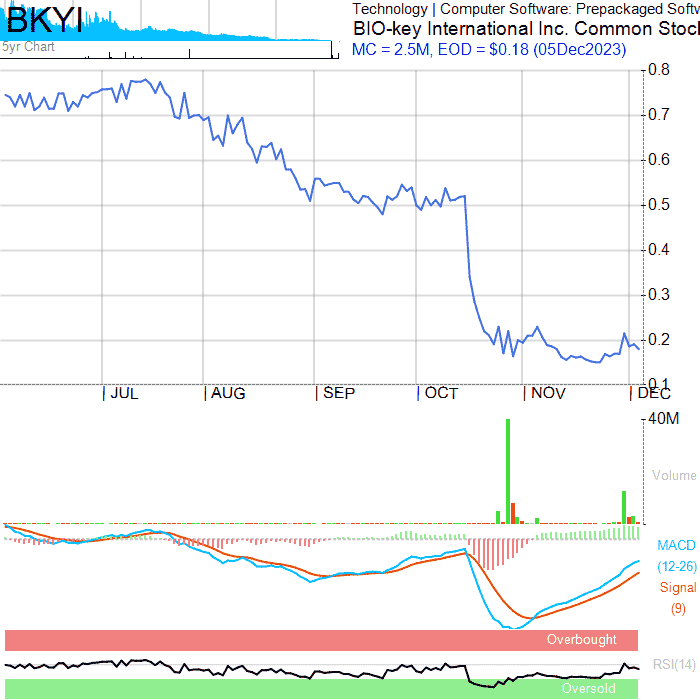 BKYI
5yr Chart
Technology | Computer Software: Prepackaged Softw
BIO-key International Inc. Common Stock
MC = 2.5M, EOD = $0.18 (05Dec2023)
0.8
0.7
0.6
0.5
0.4
0.3
0.2
0.1
JUL AUG SEP OCT NOV DEC
40M
Volume
MACD
(12-26)
Signal
(9)
Overbought
RSI(14)
Oversold